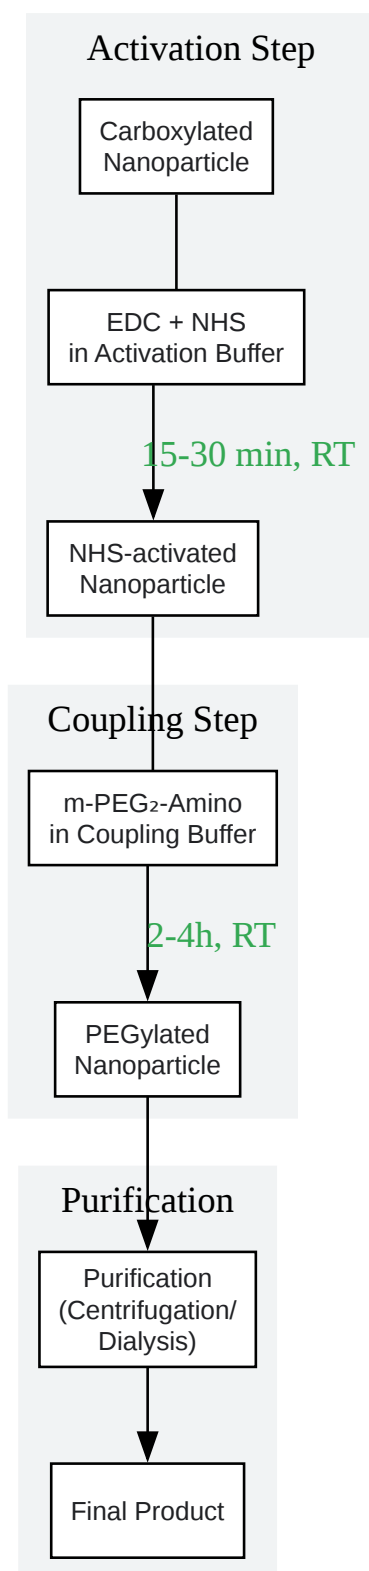 Activation Step
Carboxylated
Nanoparticle
EDC + NHS
in Activation Buffer
15-30 min, RT
NHS-activated
Nanoparticle
Coupling Step
m-PEG₂-Amino
in Coupling Buffer
2-4h, RT
PEGylated
Nanoparticle
Purification
Purification
(Centrifugation/
Dialysis)
Final Product